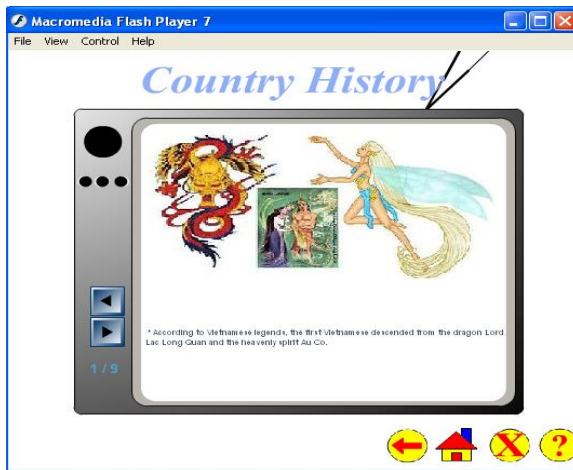 Macromedia Flash Player 7
File View Control Help
Country History
* According to Vietnamese legends, the first Vietnamese descended from the dragon Lord
Lac Long Quan and the heavenly spirit Au Co.
1 / 9
X ?